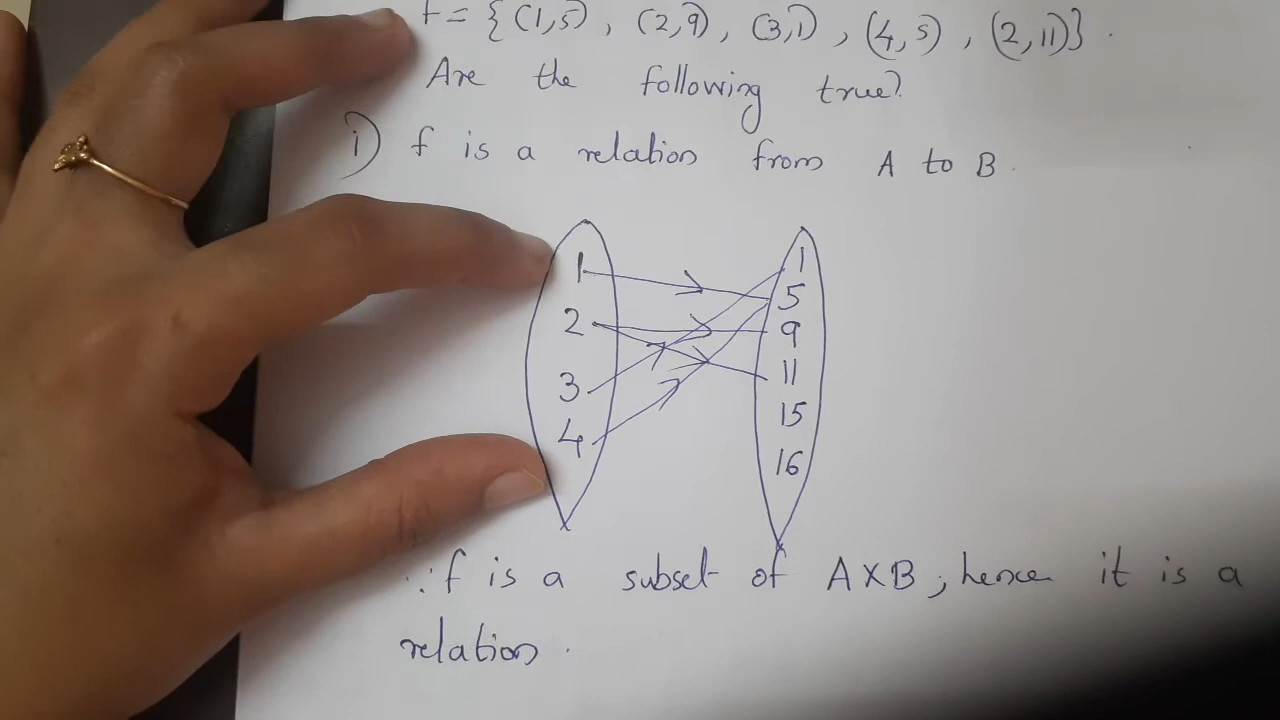 f = {(1,5), (2,9), (3,1), (4,5), (2,11)}.
Are the following true?
i) f is a relation from A to B.
1 1
5
2 9
3 11
4 15
16
∵ f is a subset of A×B, hence it is a
relation.